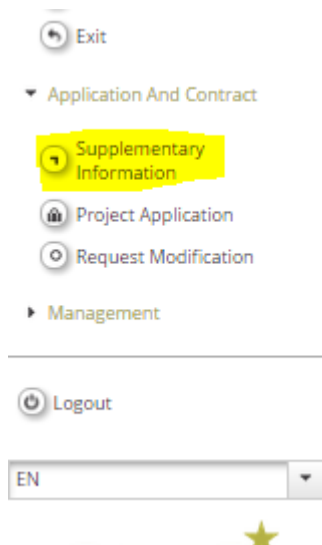 Exit
Application And Contract
Supplementary
Information
Project Application
Request Modification
Management
Logout
EN